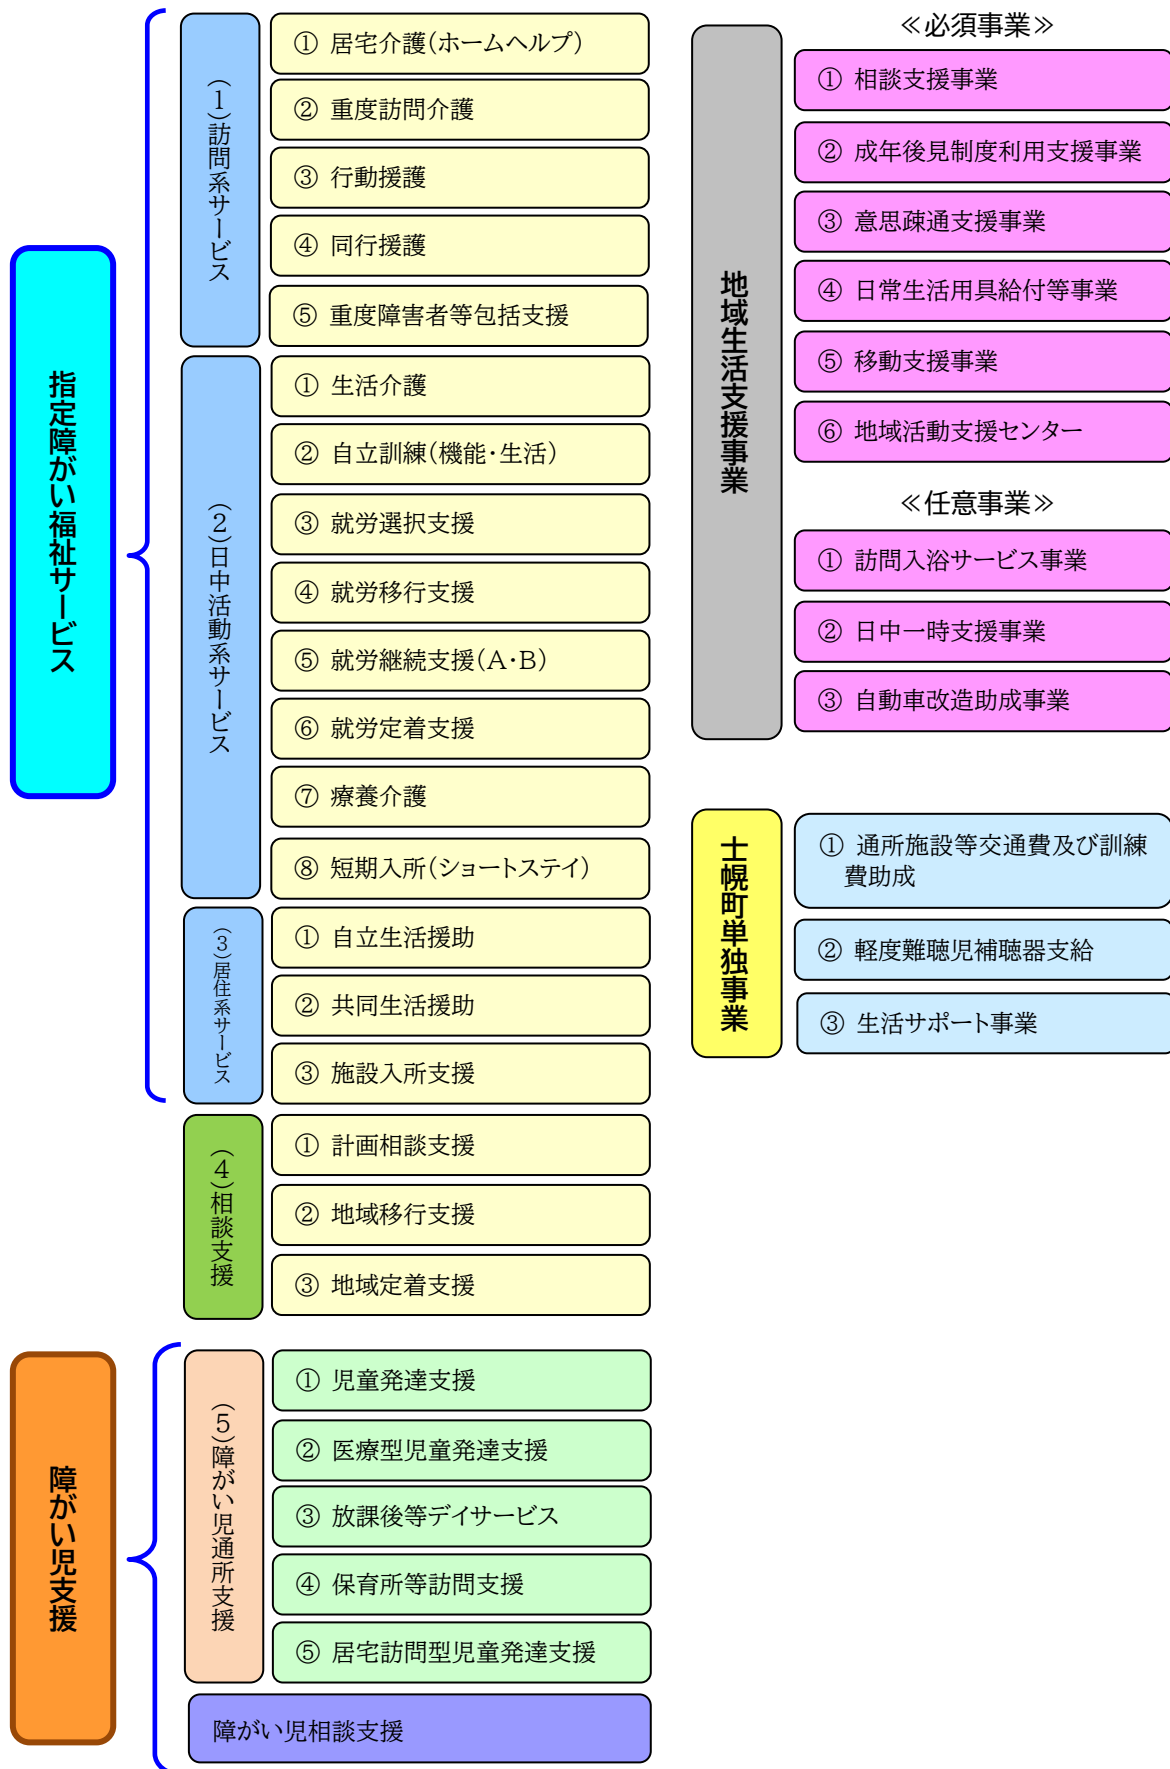 指定障がい福祉サービス
(1)訪問系サービス
① 居宅介護(ホームヘルプ)
② 重度訪問介護
③ 行動援護
④ 同行援護
⑤ 重度障害者等包括支援
(2)日中活動系サービス
① 生活介護
② 自立訓練(機能・生活)
③ 就労選択支援
④ 就労移行支援
⑤ 就労継続支援(A・B)
⑥ 就労定着支援
⑦ 療養介護
⑧ 短期入所(ショートステイ)
(3)居住系サービス
① 自立生活援助
② 共同生活援助
③ 施設入所支援
(4)相談支援
① 計画相談支援
② 地域移行支援
③ 地域定着支援
障がい児支援
(5)障がい児通所支援
① 児童発達支援
② 医療型児童発達支援
③ 放課後等デイサービス
④ 保育所等訪問支援
⑤ 居宅訪問型児童発達支援
障がい児相談支援
地域生活支援事業
≪必須事業≫
① 相談支援事業
② 成年後見制度利用支援事業
③ 意思疎通支援事業
④ 日常生活用具給付等事業
⑤ 移動支援事業
⑥ 地域活動支援センター
≪任意事業≫
① 訪問入浴サービス事業
② 日中一時支援事業
③ 自動車改造助成事業
士幌町単独事業
① 通所施設等交通費及び訓練
費助成
② 軽度難聴児補聴器支給
③ 生活サポート事業